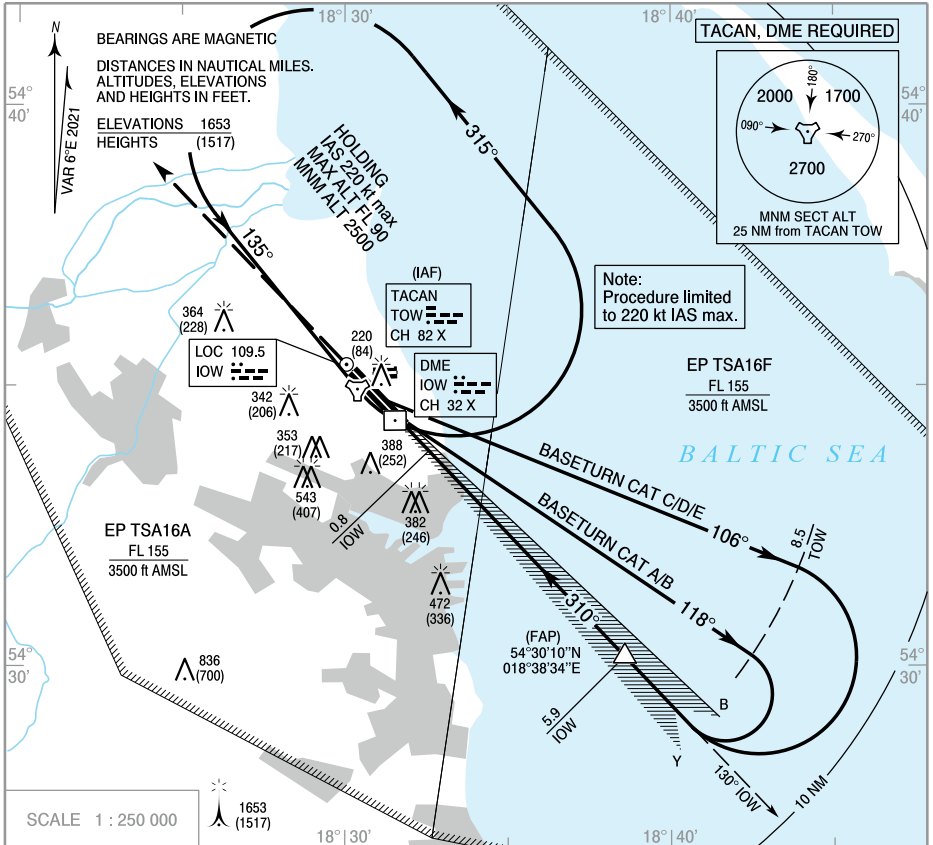 18° 30'
18° 40'
N
VAR 6°E 2021
BEARINGS ARE MAGNETIC
DISTANCES IN NAUTICAL MILES.
ALTITUDES, ELEVATIONS
AND HEIGHTS IN FEET.
ELEVATIONS 1653
HEIGHTS (1517)
54°
40'
TACAN, DME REQUIRED
2000
180°
1700
090°
270°
2700
MNM SECT ALT
25 NM from TACAN TOW
54°
40'
315°
HOLDING
IAS 220 kt max
MAX ALT FL 90
MNM ALT 2500
135°
(IAF)
TACAN
TOW
CH 82 X
Note:
Procedure limited
to 220 kt IAS max.
364
(228)
LOC 109.5
IOW
220
(84)
DME
IOW
CH 32 X
EP TSA16F
FL 155
3500 ft AMSL
342
(206)
353
(217)
388
(252)
543
(407)
382
(246)
0.8
IOW
BALTIC SEA
BASETURN CAT C/D/E
106°
BASETURN CAT A/B
118°
8.5
TOW
EP TSA16A
FL 155
3500 ft AMSL
472
(336)
310°
(FAP)
54°30'10"N
018°38'34"E
836
(700)
54°
30'
54°
30'
5.9
IOW
B
Y
130° IOW
10 NM
1653
(1517)
SCALE 1 : 250 000
18° 30'
18° 40'